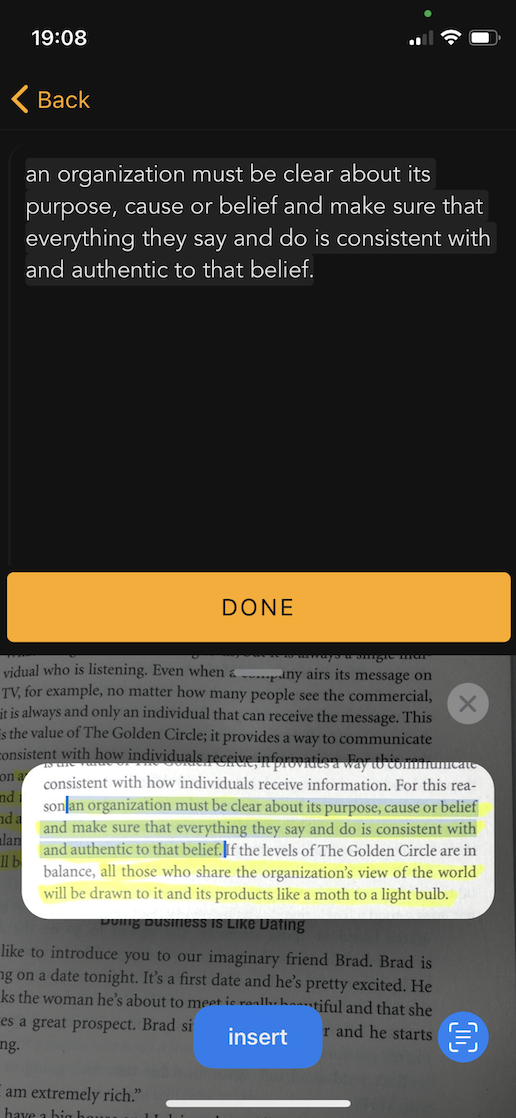 19:08
Back
an organization must be clear about its
purpose, cause or belief and make sure that
everything they say and do is consistent with
and authentic to that belief.
DONE
vidual who is listening. Even when a company airs its message on
TV, for example, no matter how many people see the commercial,
it is always and only an individual that can receive the message. This
is the value of The Golden Circle; it provides a way to communicate
consistent with how individuals receive information. For this rea-
consistent with how individuals receive information. For this rea-
son an organization must be clear about its purpose, cause or belief
and make sure that everything they say and do is consistent with
and authentic to that belief. If the levels of The Golden Circle are in
balance, all those who share the organization's view of the world
will be drawn to it and its products like a moth to a light bulb.
Doing Business is Like Dating
like to introduce you to our imaginary friend Brad. Brad is
on a date tonight. It's a first date and he's pretty excited. He
the woman he's about to meet is really beautiful and that she
a great prospect. Brad
and he starts
insert
am extremely rich."
have a big house